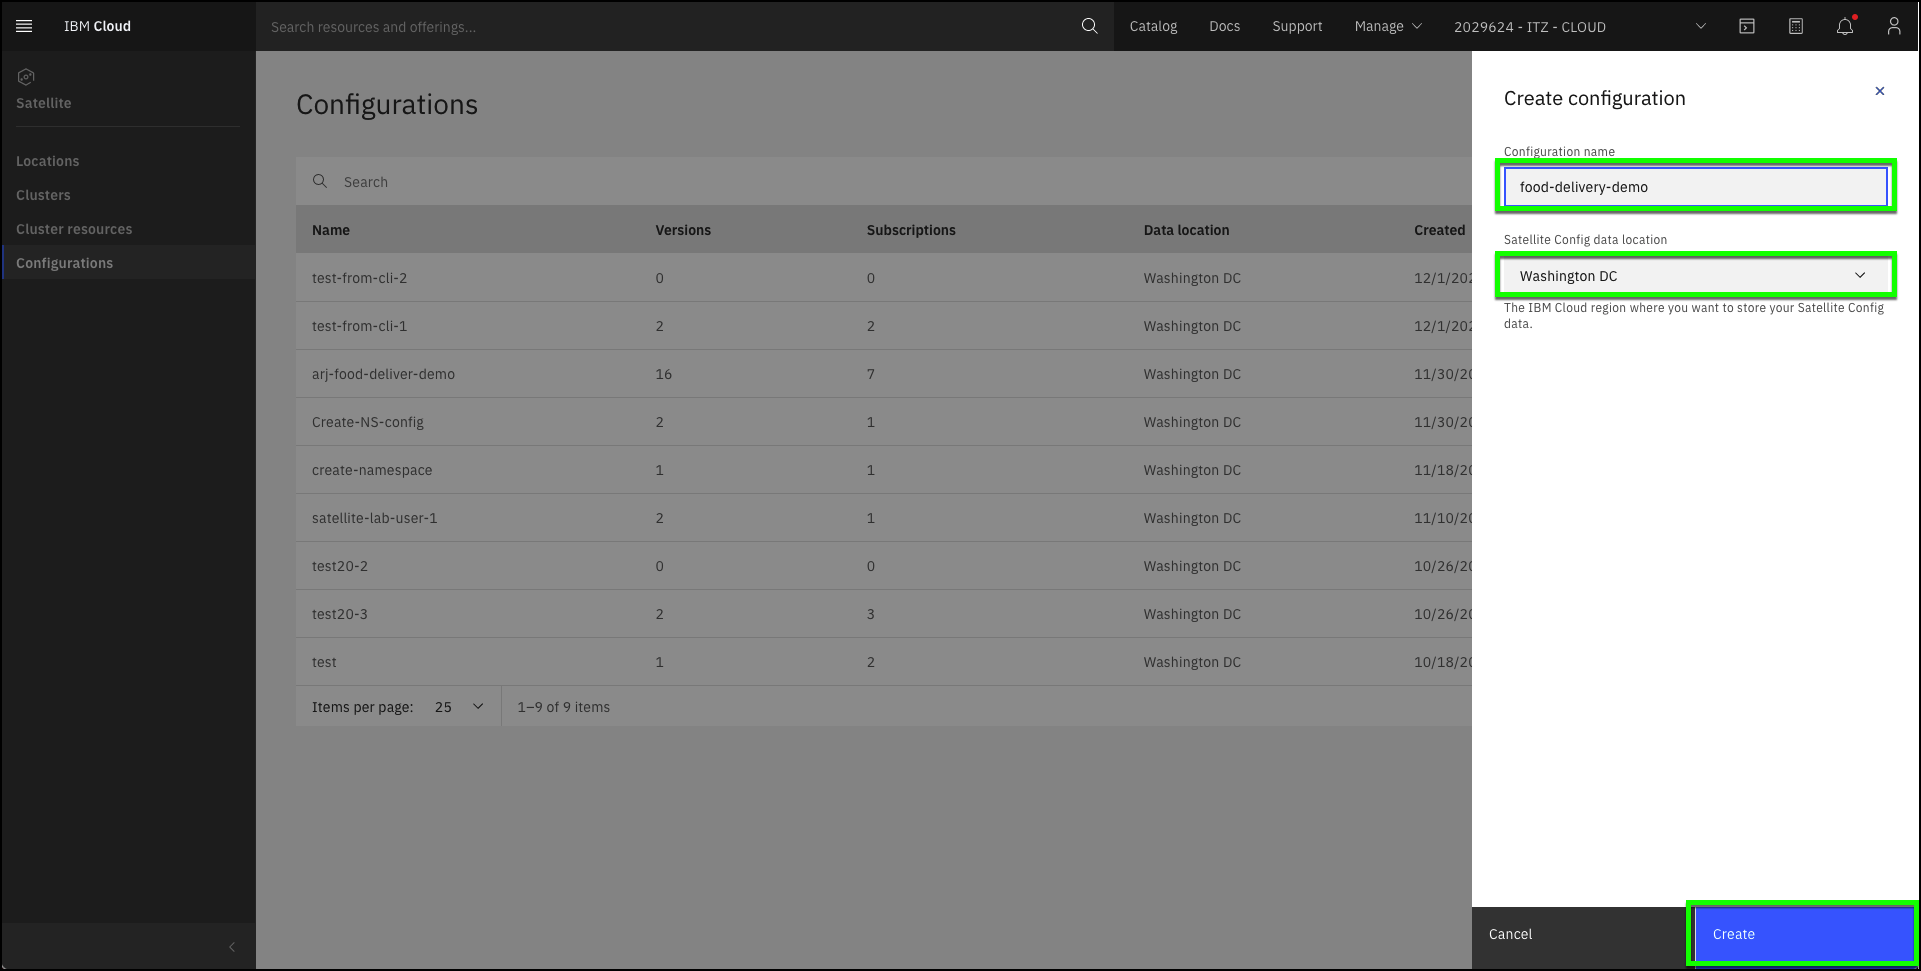 IBM Cloud
Search resources and offerings...
Catalog
Docs
Support
Manage
2029624 - ITZ - CLOUD
Satellite
Locations
Clusters
Cluster resources
Configurations
Configurations
Search
Name Versions Subscriptions Data location Created
test-from-cli-2 0 0 Washington DC 12/1/202
test-from-cli-1 2 2 Washington DC 12/1/202
arj-food-deliver-demo 16 7 Washington DC 11/30/20
Create-NS-config 2 1 Washington DC 11/30/20
create-namespace 1 1 Washington DC 11/18/20
satellite-lab-user-1 2 1 Washington DC 11/10/20
test20-2 0 0 Washington DC 10/26/20
test20-3 2 3 Washington DC 10/26/20
test 1 2 Washington DC 10/18/20
Items per page: 25 1–9 of 9 items
Create configuration
Configuration name
food-delivery-demo
Satellite Config data location
Washington DC
The IBM Cloud region where you want to store your Satellite Config
data.
Cancel
Create